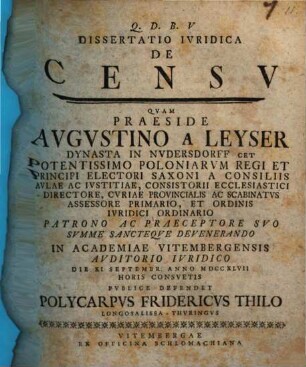 Q. D. B. V
DISSERTATIO IVRIDICA
DE
CENSV
QVAM
PRAESIDE
AVGVSTINO A LEYSER
DYNASTA IN NVDERSDORFF CET
POTENTISSIMO POLONIARVM REGI ET
PRINCIPI ELECTORI SAXONI A CONSILIIS
AVLAE AC IVSTITIAE, CONSISTORII ECCLESIASTICI
DIRECTORE, CVRIAE PROVINCIALIS AC SCABINATVS
ASSESSORE PRIMARIO, ET ORDINIS
IVRIDICI ORDINARIO
PATRONO AC PRAECEPTORE SVO
SVMME SANCTEQVE DEVENERANDO
IN ACADEMIAE VITEMBERGENSIS
AVDITORIO IVRIDICO
DIE XI SEPTEMBR. ANNO MDCCXLVII
HORIS CONSVETIS
PVBLICE DEFENDET
POLYCARPVS FRIDERICVS THILO
LONGOSALISSA-THVRINGVS
VITEMBERGAE
EX OFFICINA SCHLOMACHIANA